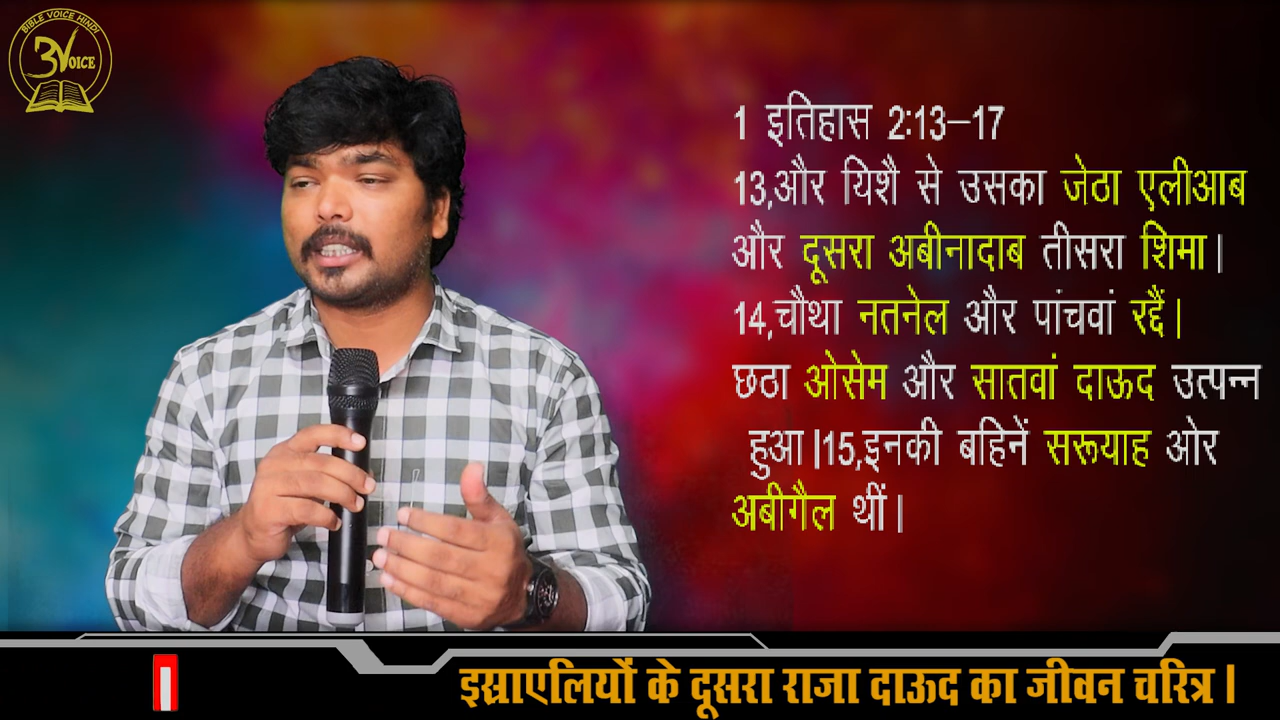 BIBLE VOICE HINDI
3VOICE
1 इतिहास 2:13-17
13,और यिशै से उसका जेठा एलीआब
और दूसरा अबीनादाब तीसरा शिमा।
14,चौथा नतनेल और पांचवां रद्दैं।
छठा ओसेम और सातवां दाऊद उत्पन्न
हुआ।15,इनकी बहिनें सरूयाह ओर
अबीगैल थीं।
इस्राएलियों के दूसरा राजा दाऊद का जीवन चरित्र।